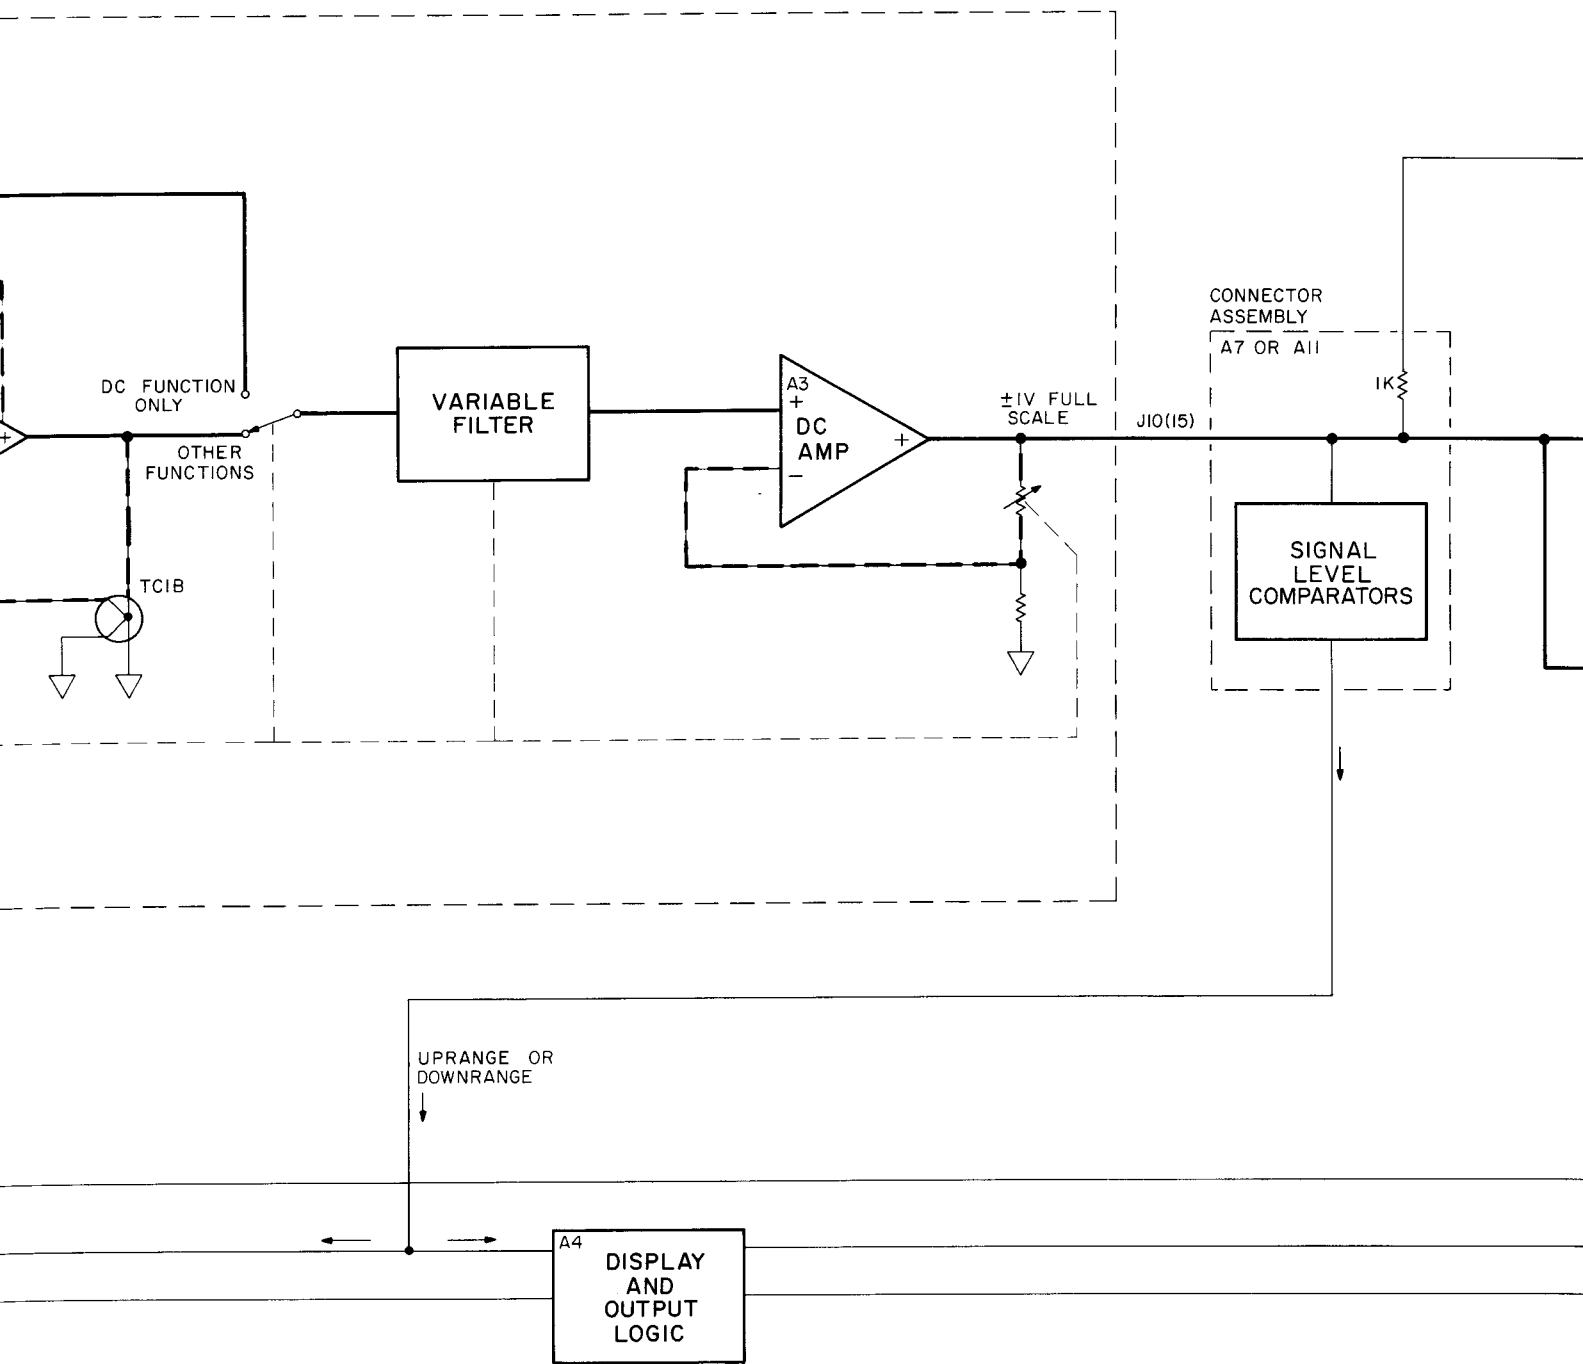 CONNECTOR
ASSEMBLY
A7 OR A11
1K
DC FUNCTION
ONLY
OTHER
FUNCTIONS
+
VARIABLE
FILTER
A3
+
DC
AMP
+
−
±1V FULL
SCALE
J10(15)
SIGNAL
LEVEL
COMPARATORS
TC1B
UPRANGE OR
DOWNRANGE
A4
DISPLAY
AND
OUTPUT
LOGIC